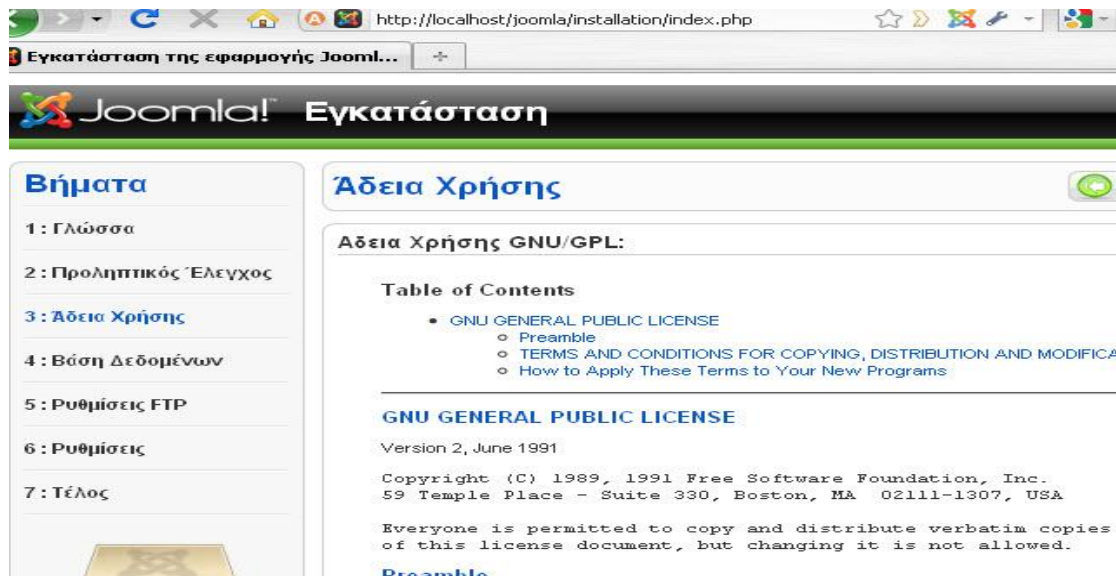 http://localhost/joomla/installation/index.php
Εγκατάσταση της εφαρμογής Jooml...
Joomla! Εγκατάσταση
Βήματα
1 : Γλώσσα
2 : Προληπτικός Έλεγχος
3 : Άδεια Χρήσης
4 : Βάση Δεδομένων
5 : Ρυθμίσεις FTP
6 : Ρυθμίσεις
7 : Τέλος
Άδεια Χρήσης
Αδεια Χρήσης GNU/GPL:
Table of Contents
GNU GENERAL PUBLIC LICENSE
Preamble
TERMS AND CONDITIONS FOR COPYING, DISTRIBUTION AND MODIFICA
How to Apply These Terms to Your New Programs
GNU GENERAL PUBLIC LICENSE
Version 2, June 1991
Copyright (C) 1989, 1991 Free Software Foundation, Inc.
59 Temple Place - Suite 330, Boston, MA  02111-1307, USA
Everyone is permitted to copy and distribute verbatim copies
of this license document, but changing it is not allowed.
Preamble